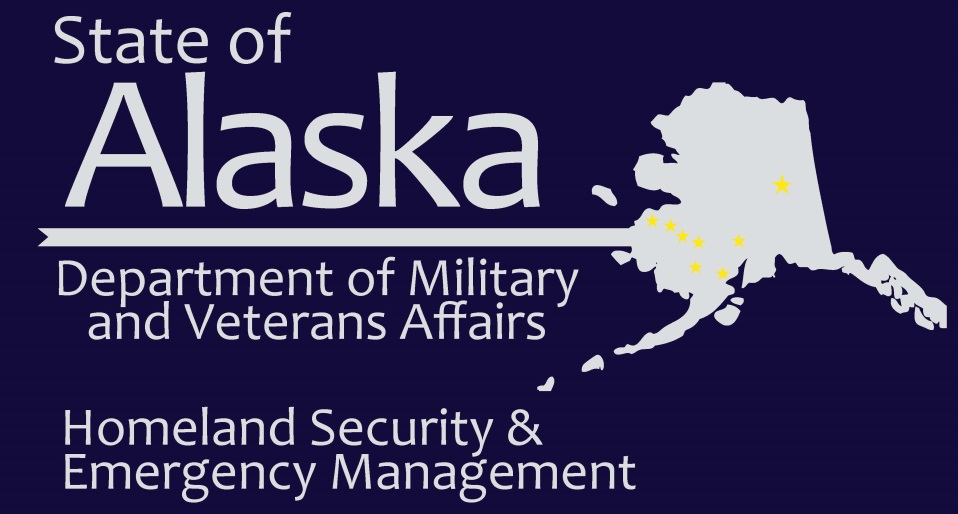 State of
Alaska
Department of Military
and Veterans Affairs
Homeland Security &
Emergency Management